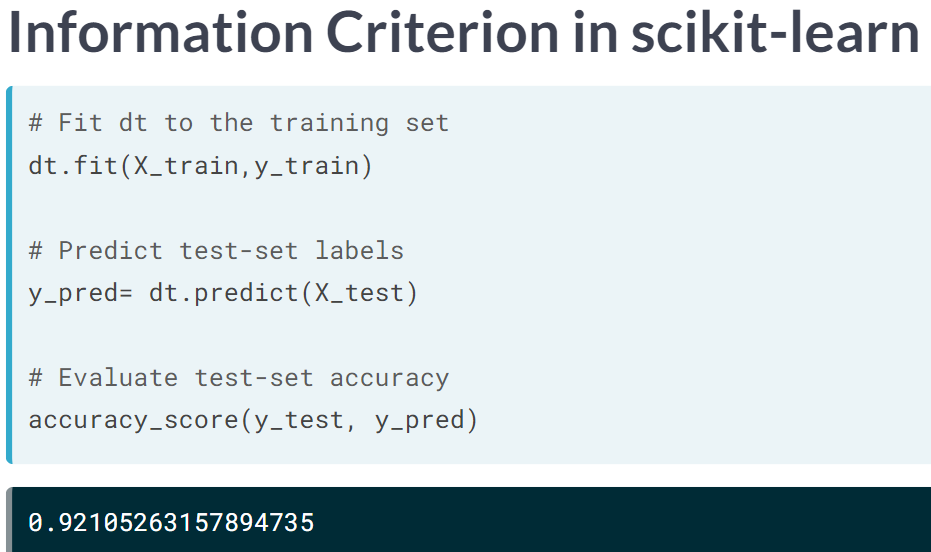 Information Criterion in scikit-learn
# Fit dt to the training set
dt.fit(X_train,y_train)
# Predict test-set labels
y_pred= dt.predict(X_test)
# Evaluate test-set accuracy
accuracy_score(y_test, y_pred)
0.92105263157894735